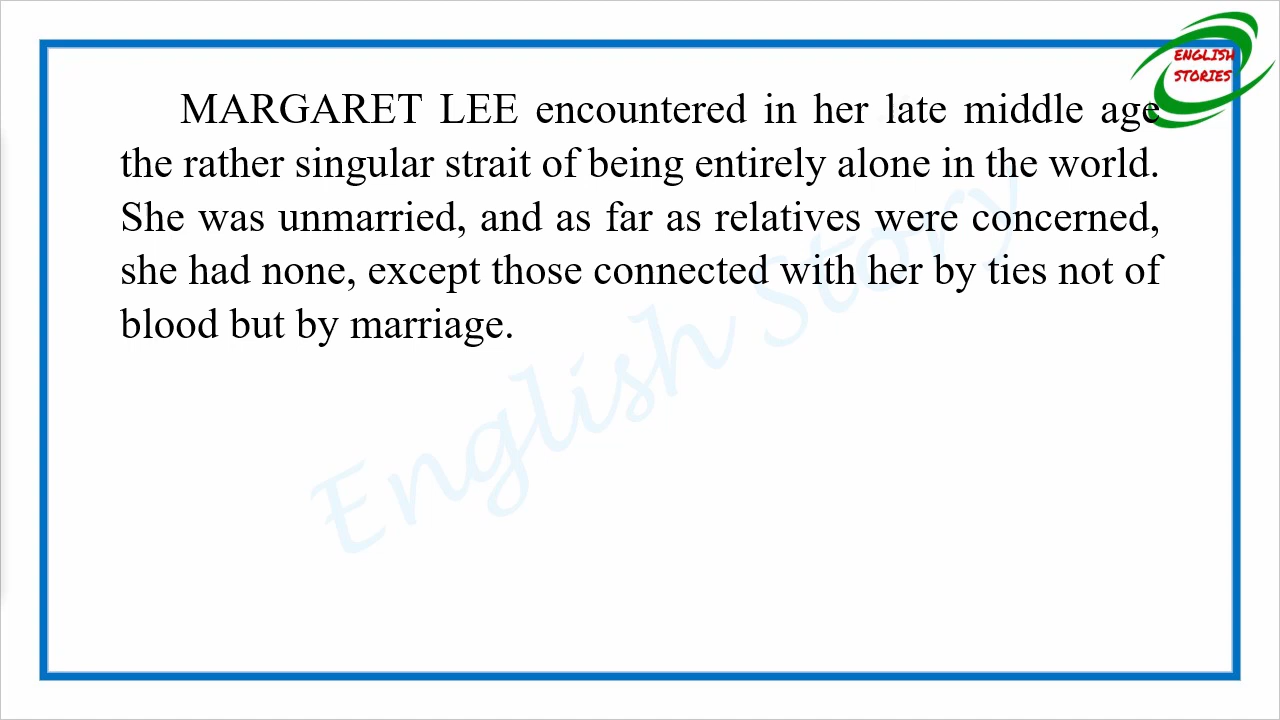 ENGLISH
STORIES
MARGARET LEE encountered in her late middle age
the rather singular strait of being entirely alone in the world.
She was unmarried, and as far as relatives were concerned,
she had none, except those connected with her by ties not of
blood but by marriage.
English Story